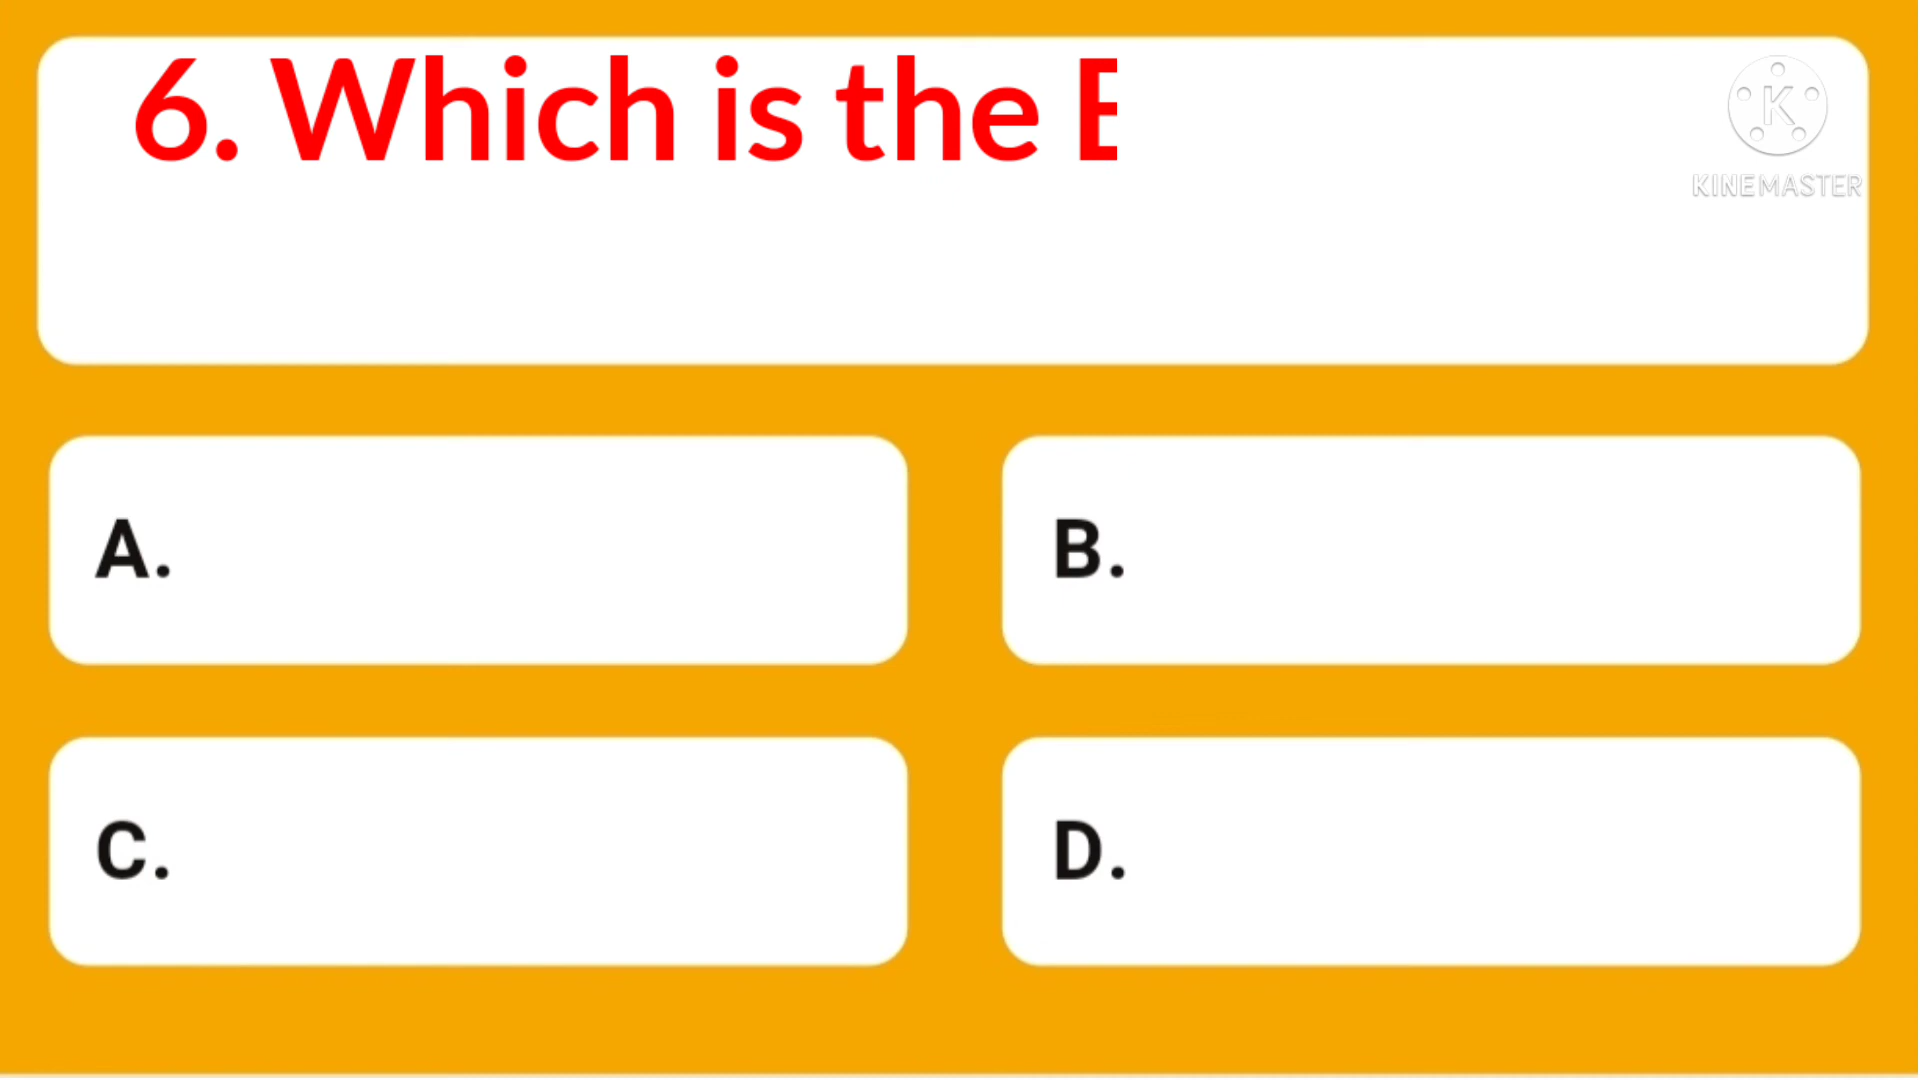 6. Which is the
KINEMASTER
A.
B.
C.
D.